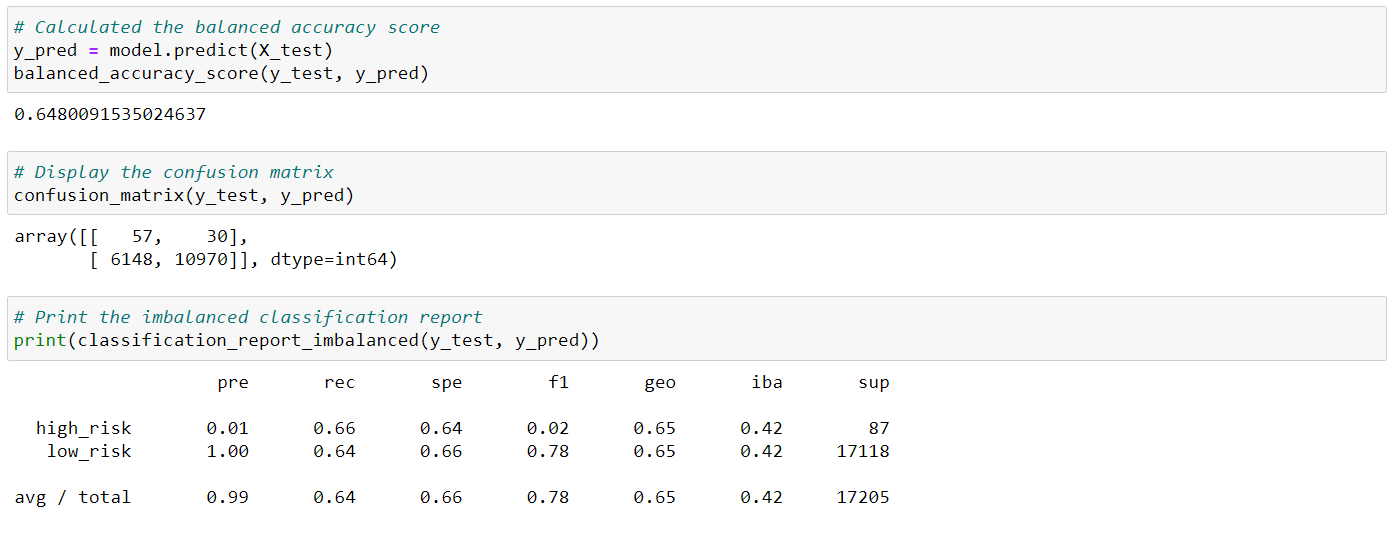 # Calculated the balanced accuracy score
y_pred = model.predict(X_test)
balanced_accuracy_score(y_test, y_pred)
0.6480091535024637
# Display the confusion matrix
confusion_matrix(y_test, y_pred)
array([[   57,    30],
       [ 6148, 10970]], dtype=int64)
# Print the imbalanced classification report
print(classification_report_imbalanced(y_test, y_pred))
pre rec spe f1 geo iba sup
high_risk 0.01 0.66 0.64 0.02 0.65 0.42 87
low_risk 1.00 0.64 0.66 0.78 0.65 0.42 17118
avg / total 0.99 0.64 0.66 0.78 0.65 0.42 17205